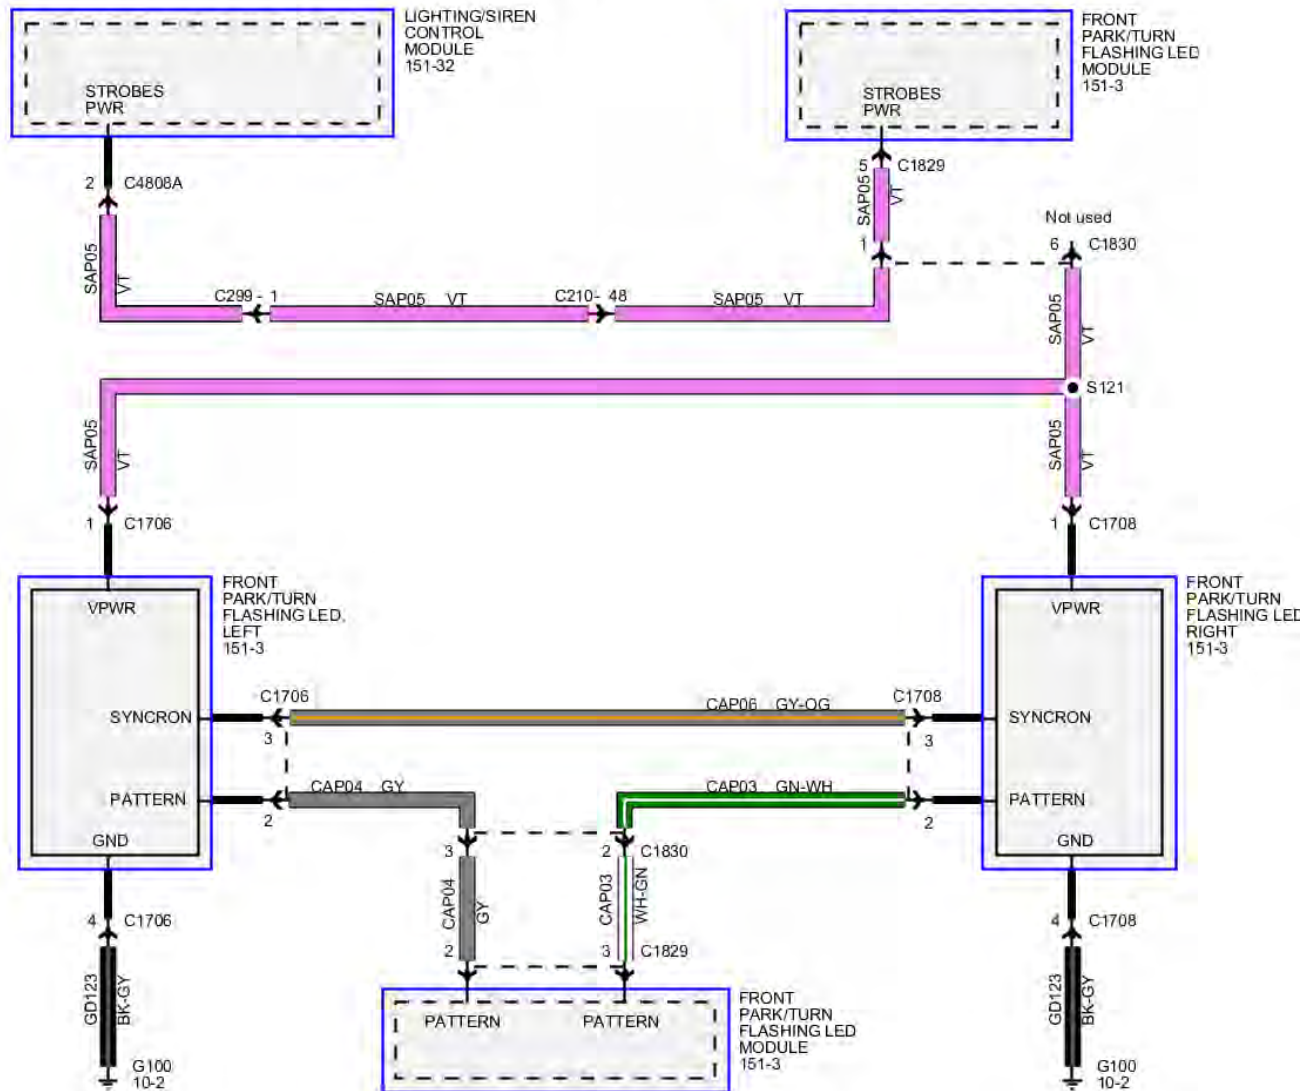 LIGHTING/SIREN
CONTROL
MODULE
151-32
STROBES
PWR
2 C4808A
FRONT
PARK/TURN
FLASHING LED
MODULE
151-3
STROBES
PWR
5 C1829
SAP05
VT
Not used
1
6 C1830
SAP05
VT
C299 - 1
SAP05 VT
C210- 48
SAP05 VT
SAP05
VT
S121
SAP05
VT
SAP05
VT
1 C1706
1 C1708
FRONT
PARK/TURN
FLASHING LED,
LEFT
151-3
VPWR
FRONT
PARK/TURN
FLASHING LED
RIGHT
151-3
VPWR
SYNCRON
C1706
3
CAP06 GY-OG
C1708
3
SYNCRON
PATTERN
2
CAP04 GY
CAP03 GN-WH
2
PATTERN
GND
GND
3
2 C1830
CAP04
GY
CAP03
WH-GN
4 C1706
4 C1708
2
3 C1829
GD123
BK-GY
GD123
BK-GY
PATTERN
PATTERN
FRONT
PARK/TURN
FLASHING LED
MODULE
151-3
G100
10-2
G100
10-2